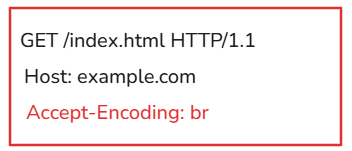 GET /index.html HTTP/1.1
Host: example.com
Accept-Encoding: br